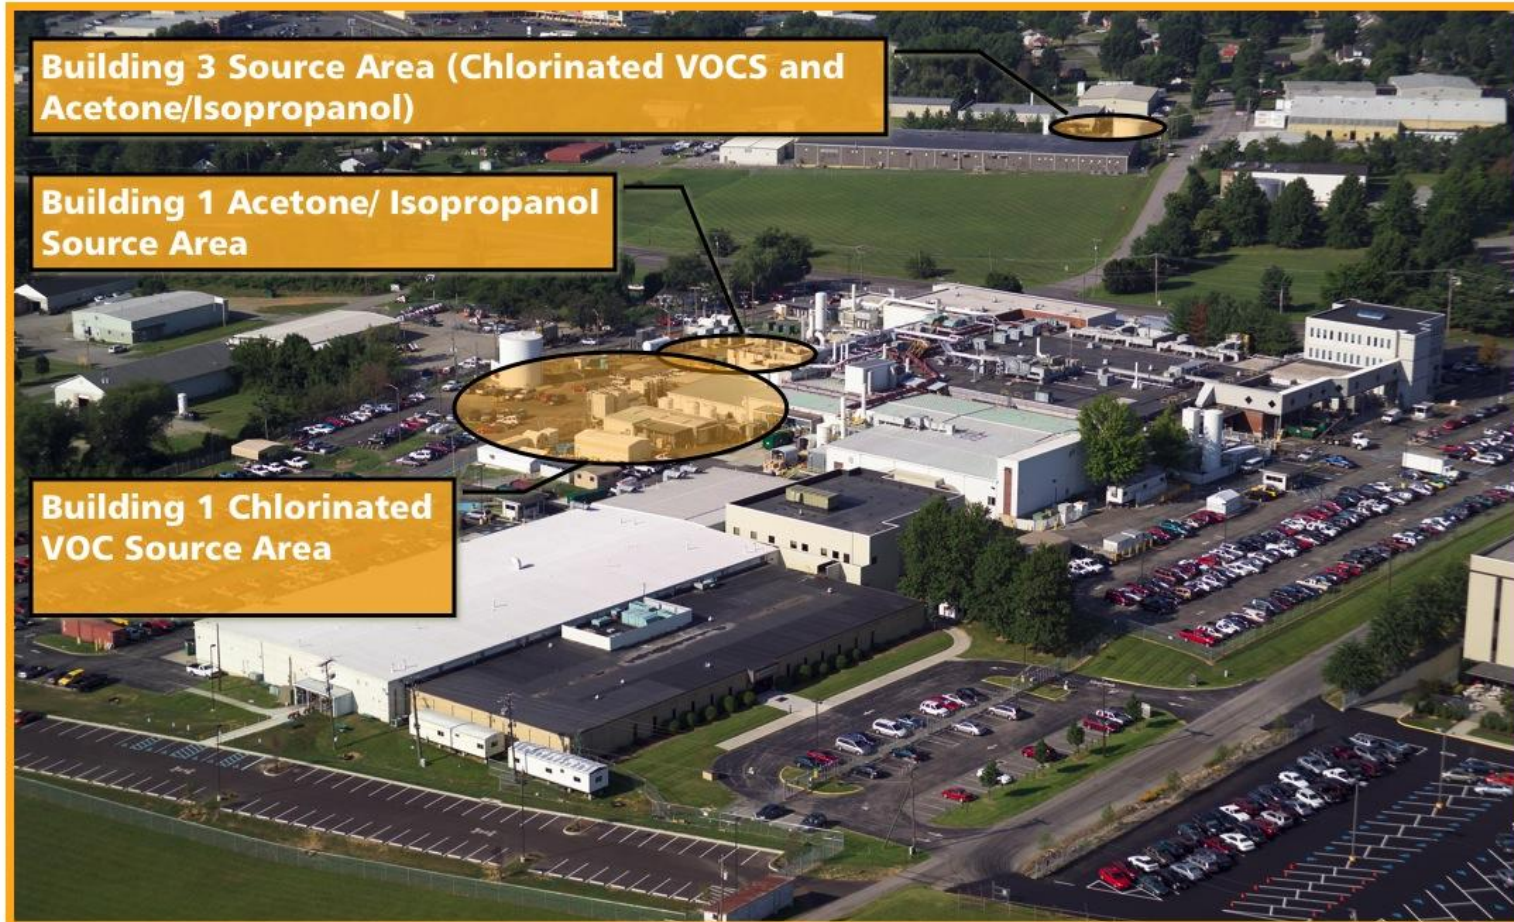 Building 3 Source Area (Chlorinated VOCS and
Acetone/Isopropanol)
Building 1 Acetone/ Isopropanol
Source Area
Building 1 Chlorinated
VOC Source Area